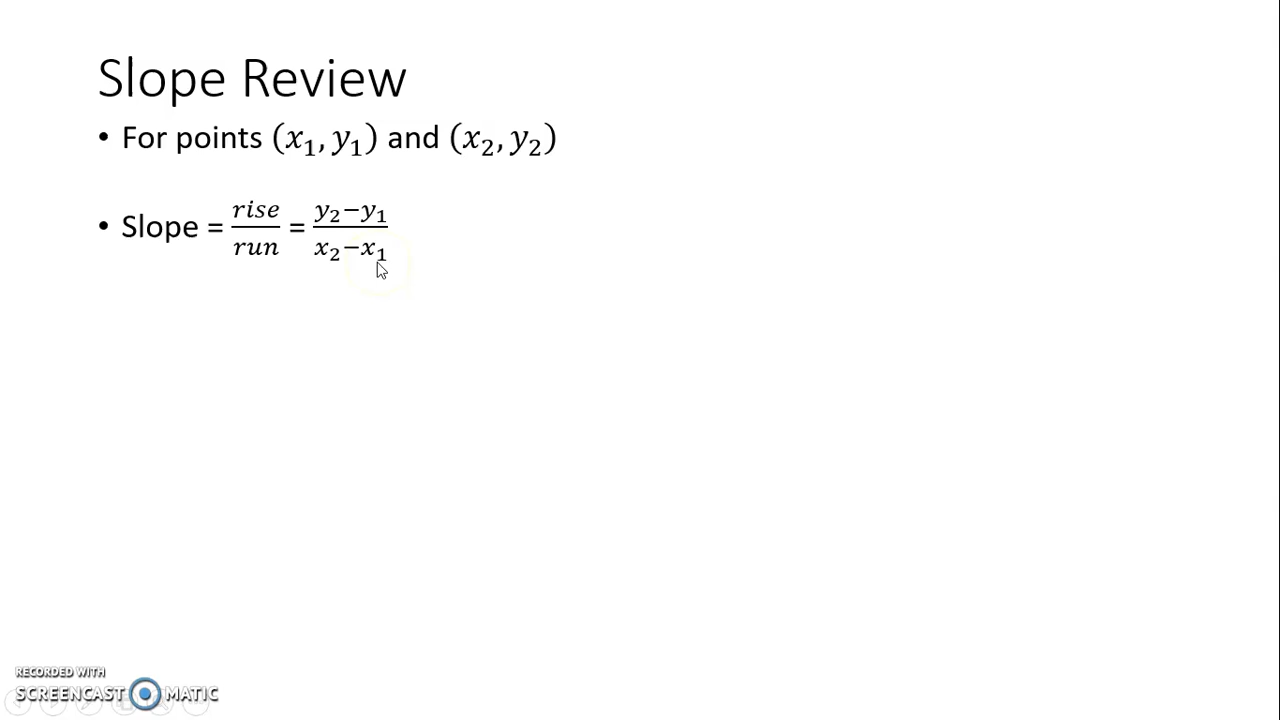 Slope Review
• For points (x₁, y₁) and (x₂, y₂)
• Slope = rise/run = y₂−y₁/x₂−x₁
RECORDED WITH
SCREENCAST MATIC